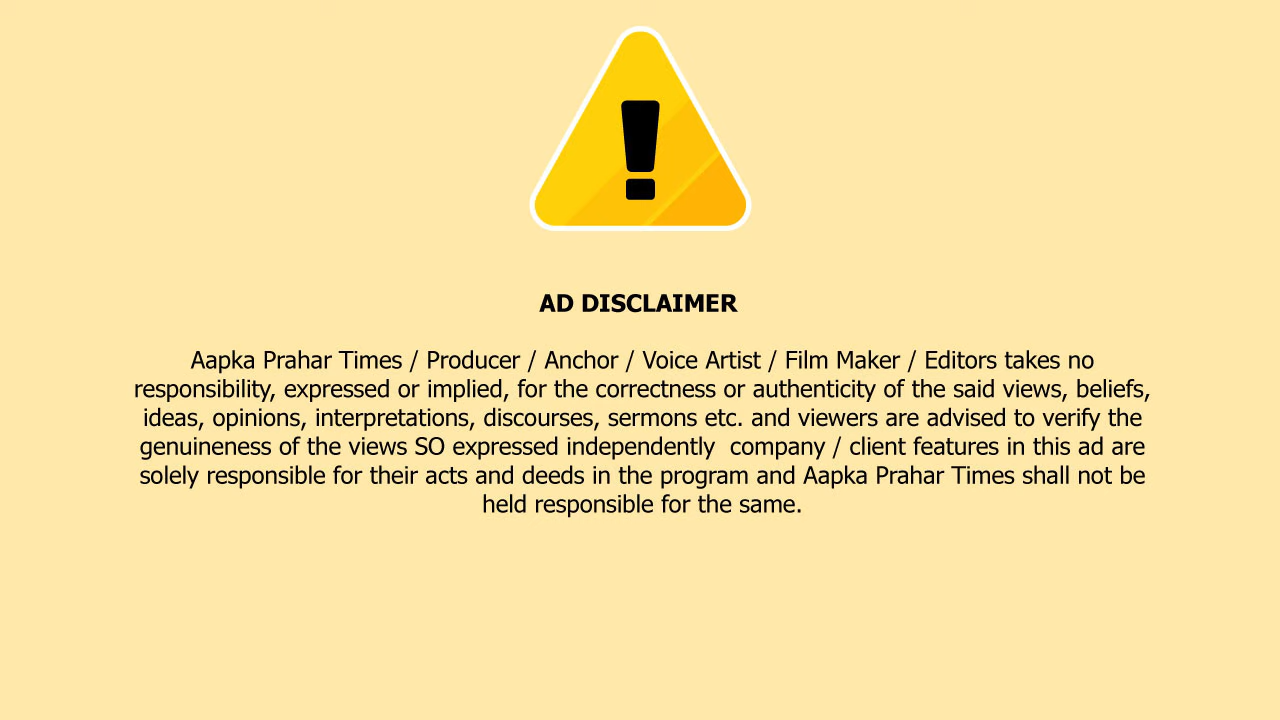 AD DISCLAIMER
Aapka Prahar Times / Producer / Anchor / Voice Artist / Film Maker / Editors takes no
responsibility, expressed or implied, for the correctness or authenticity of the said views, beliefs,
ideas, opinions, interpretations, discourses, sermons etc. and viewers are advised to verify the
genuineness of the views SO expressed independently  company / client features in this ad are
solely responsible for their acts and deeds in the program and Aapka Prahar Times shall not be
held responsible for the same.